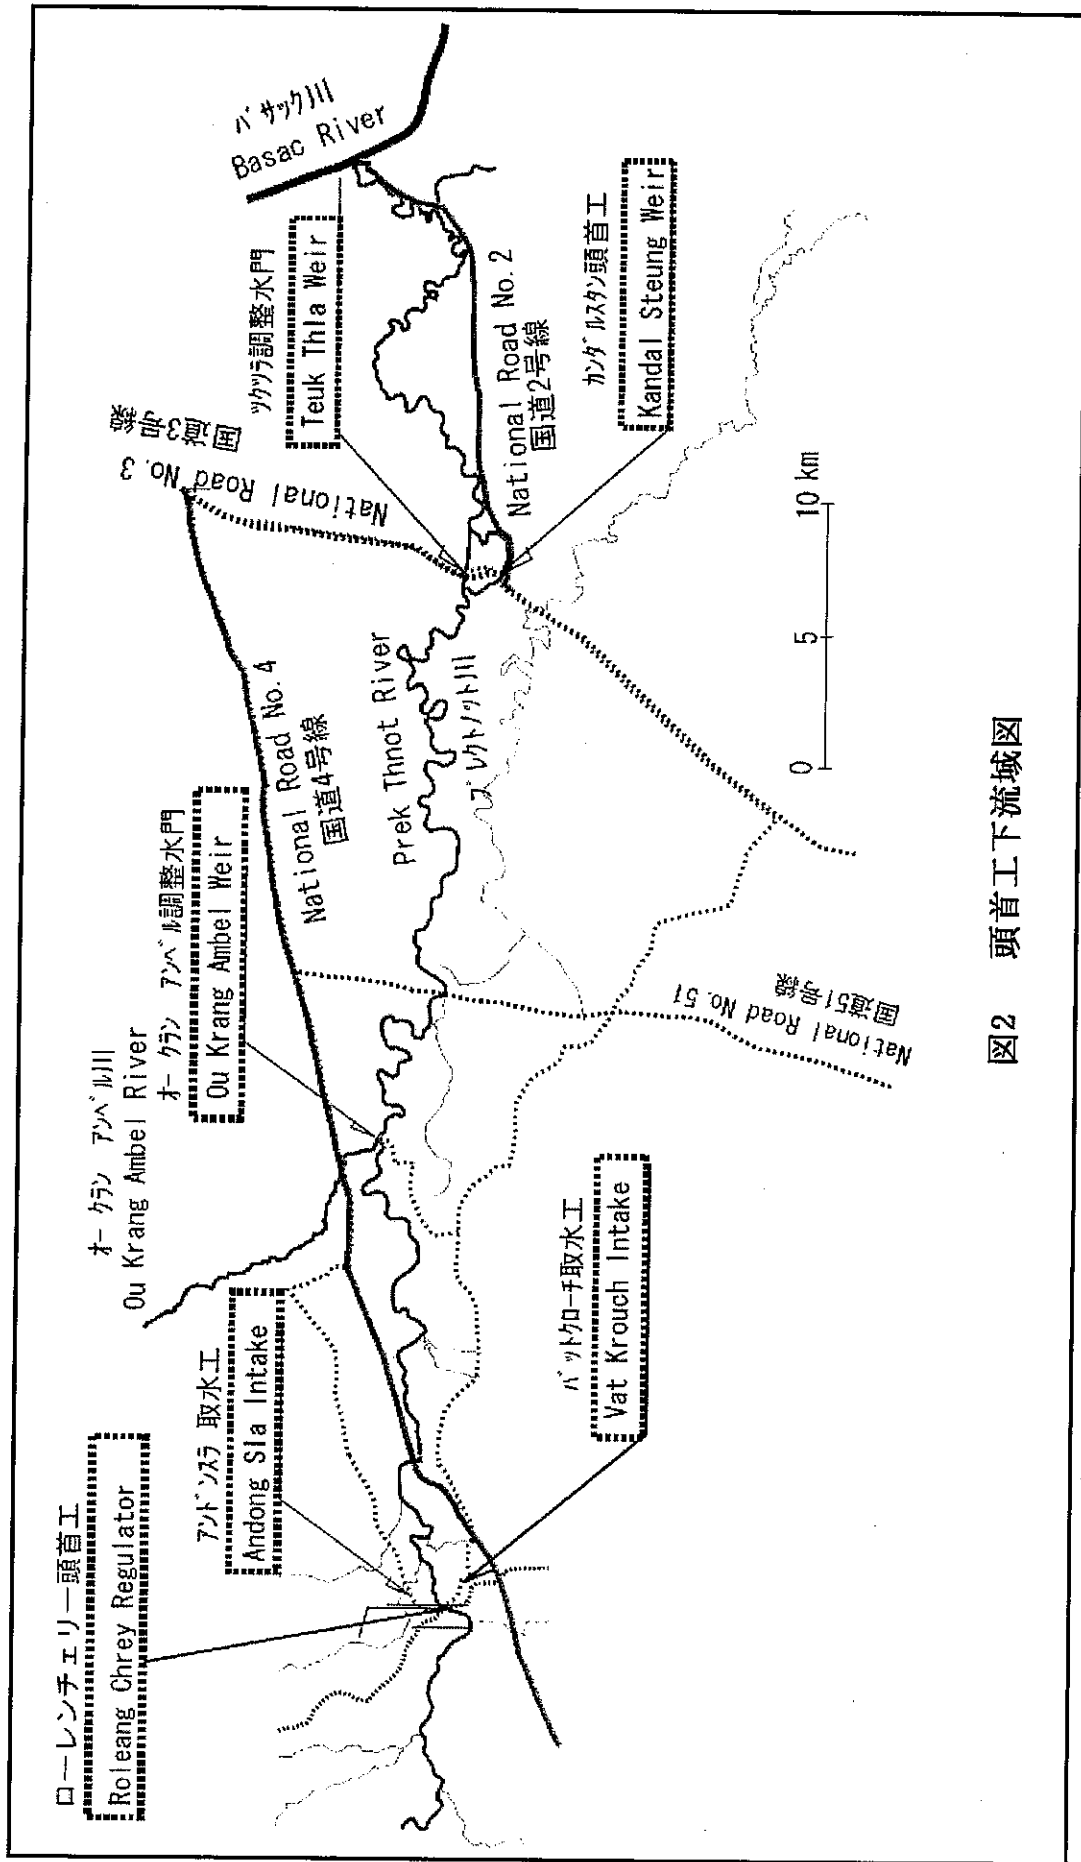 ローレンチェリー頭首工
Roleang Chrey Regulator
アンドンスラ 取水工
Andong Sla Intake
オー クラン アンベル川
Ou Krang Ambel River
オー クラン アンベル調整水門
Ou Krang Ambel Weir
バットクローチ取水工
Vat Krouch Intake
National Road No. 4
国道4号線
Prek Thnot River
プレクトノット川
National Road No. 51
国道51号線
国道3号線
National Road No. 3
ツクツラ調整水門
Teuk Thla Weir
バサック川
Basac River
National Road No. 2
国道2号線
カンダルスタン頭首工
Kandal Steung Weir
0 5 10 km
図2 頭首工下流域図